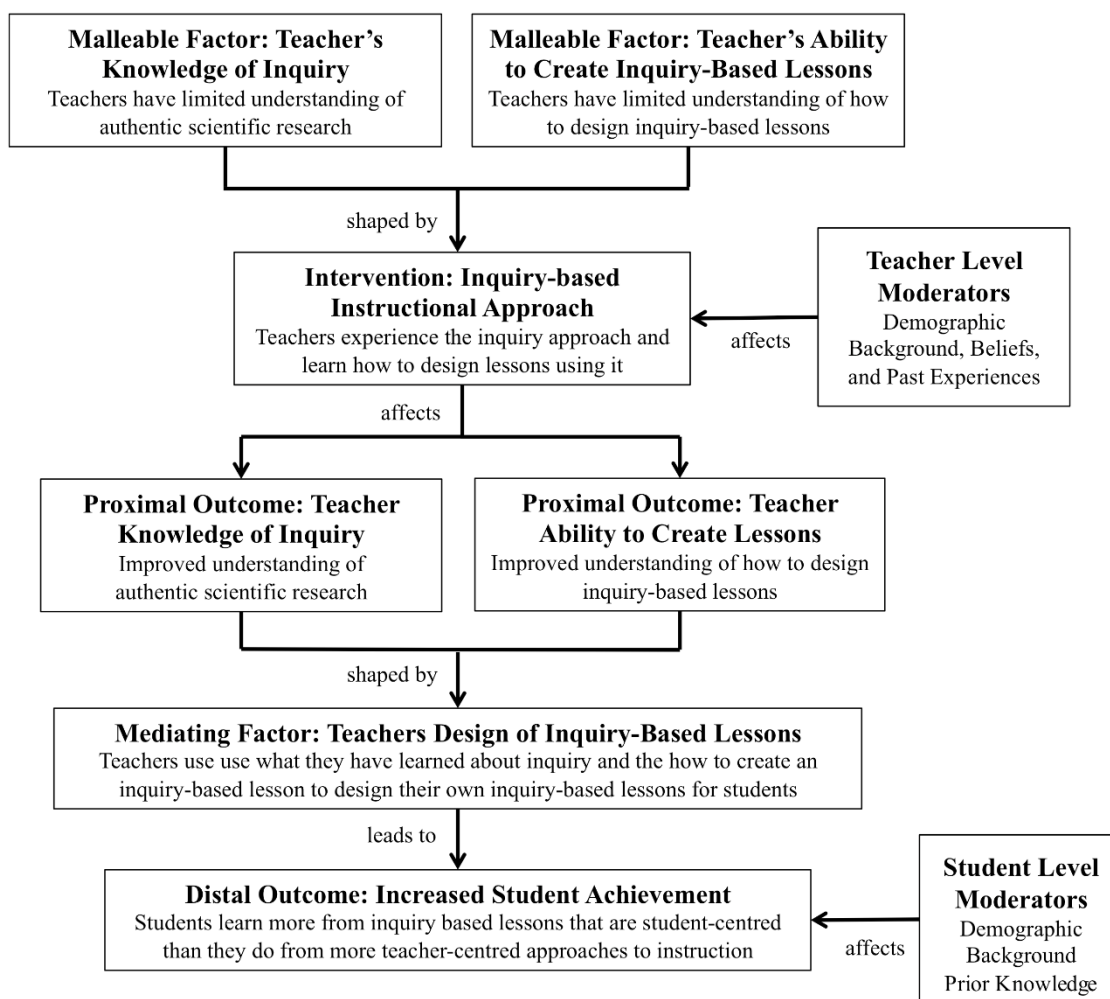 Malleable Factor: Teacher's
Knowledge of Inquiry
Teachers have limited understanding of
authentic scientific research
Malleable Factor: Teacher's Ability
to Create Inquiry-Based Lessons
Teachers have limited understanding of how
to design inquiry-based lessons
shaped by
Intervention: Inquiry-based
Instructional Approach
Teachers experience the inquiry approach and
learn how to design lessons using it
Teacher Level
Moderators
Demographic
Background, Beliefs,
and Past Experiences
affects
affects
Proximal Outcome: Teacher
Knowledge of Inquiry
Improved understanding of
authentic scientific research
Proximal Outcome: Teacher
Ability to Create Lessons
Improved understanding of how to design
inquiry-based lessons
shaped by
Mediating Factor: Teachers Design of Inquiry-Based Lessons
Teachers use use what they have learned about inquiry and the how to create an
inquiry-based lesson to design their own inquiry-based lessons for students
leads to
Distal Outcome: Increased Student Achievement
Students learn more from inquiry based lessons that are student-centred
than they do from more teacher-centred approaches to instruction
Student Level
Moderators
Demographic
Background
Prior Knowledge
affects